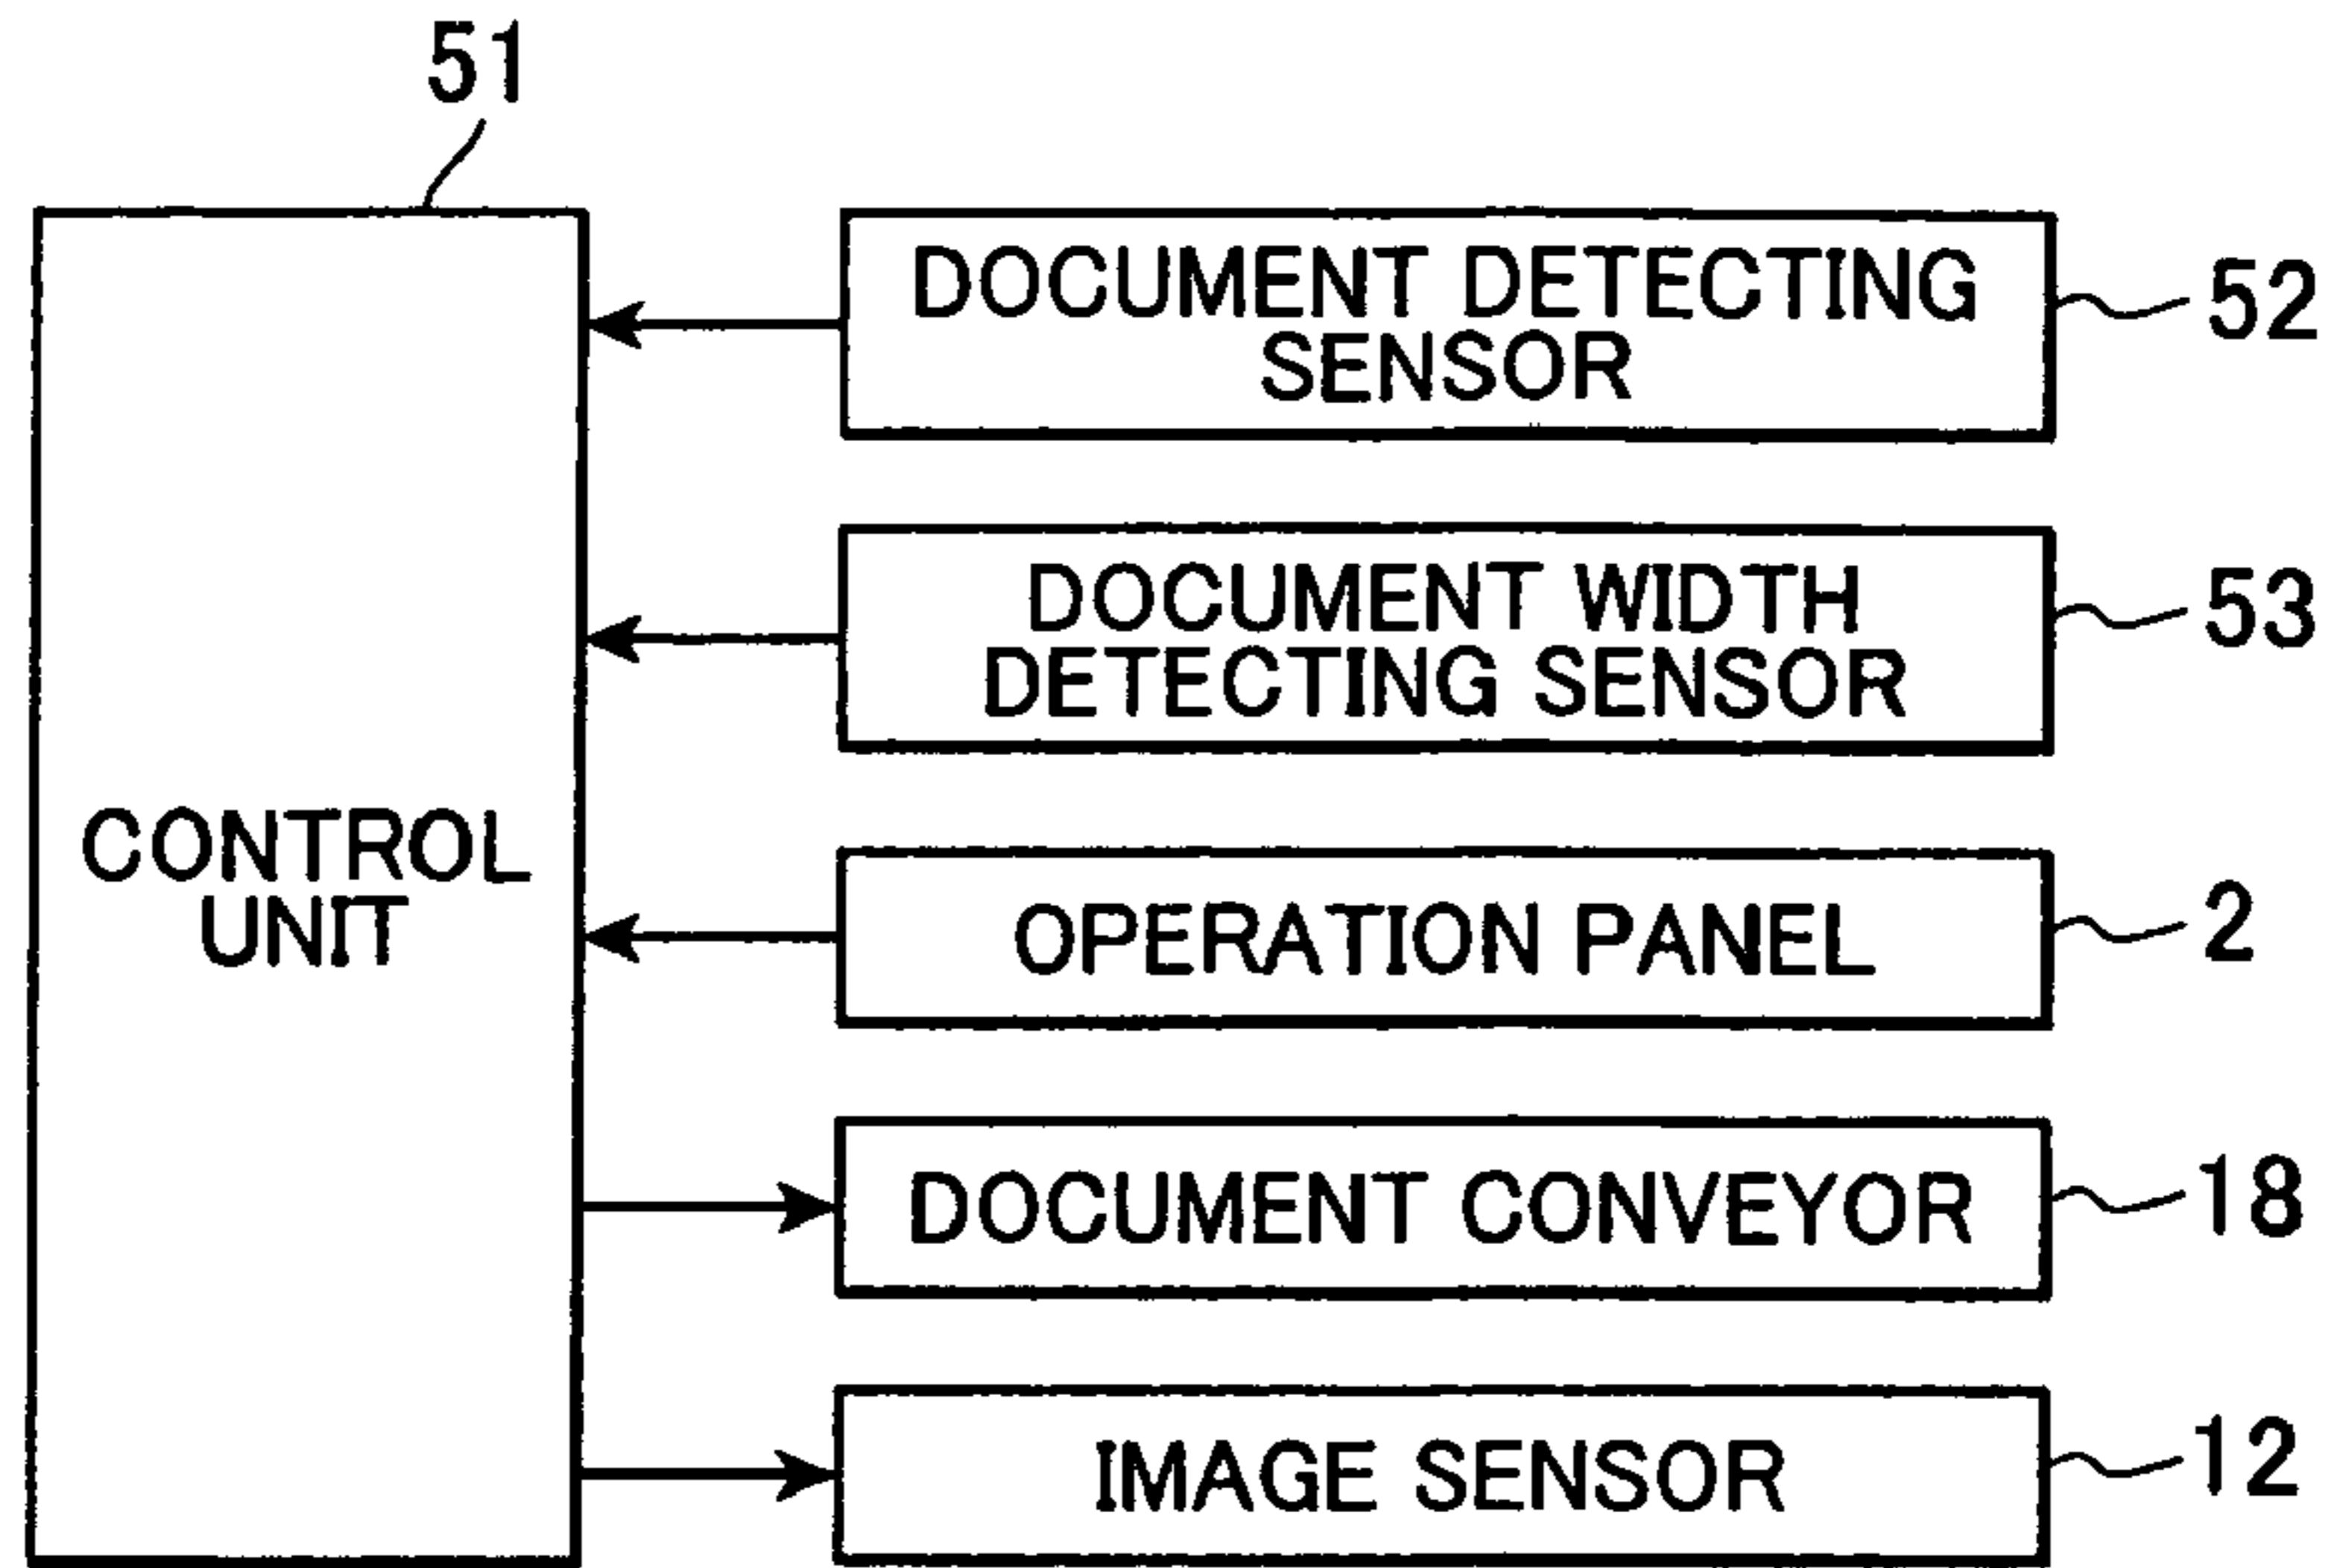 51
DOCUMENT DETECTING
SENSOR
52
DOCUMENT WIDTH
DETECTING SENSOR
53
CONTROL
UNIT
OPERATION PANEL
2
DOCUMENT CONVEYOR
18
IMAGE SENSOR
12